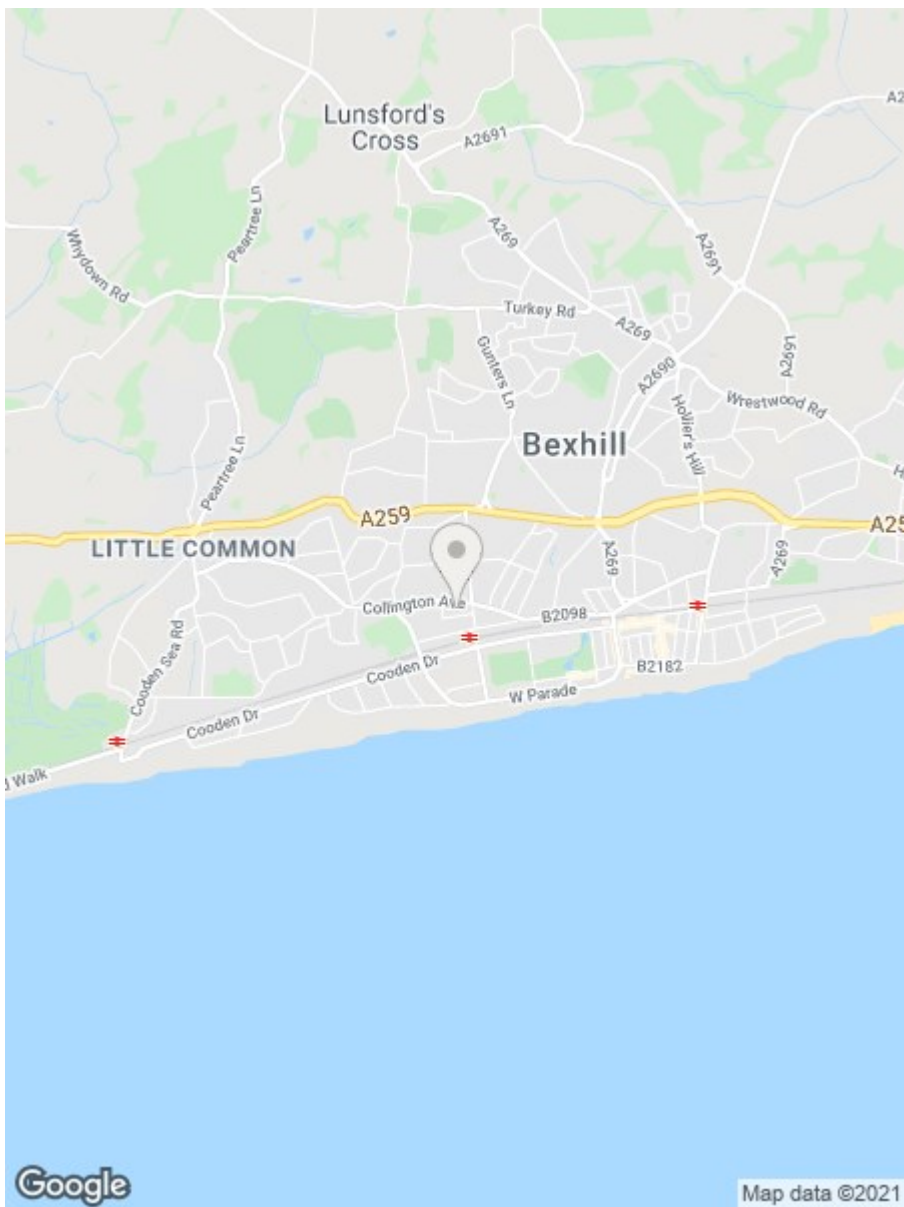 Lunsford's
Cross
A2691
A2
Peartree Ln
Whydown Rd
A269
A2691
Turkey Rd
A269
Gunters Ln
A2690
A2691
Wrestwood Rd
Hollier's Hill
Bexhill
Peartree Ln
H
A259
A25
LITTLE COMMON
A269
A269
Collington Ave
B2098
Cooden Sea Rd
Cooden Dr
B2182
W Parade
Cooden Dr
d Walk
Google
Map data ©2021